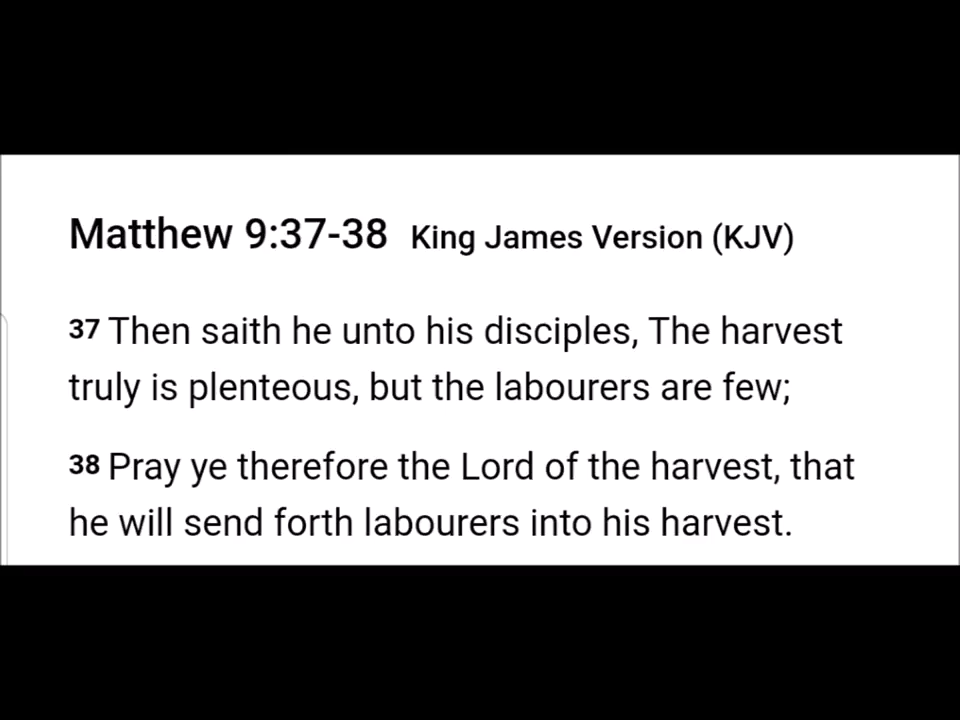 Matthew 9:37-38 King James Version (KJV)
37 Then saith he unto his disciples, The harvest
truly is plenteous, but the labourers are few;
38 Pray ye therefore the Lord of the harvest, that
he will send forth labourers into his harvest.